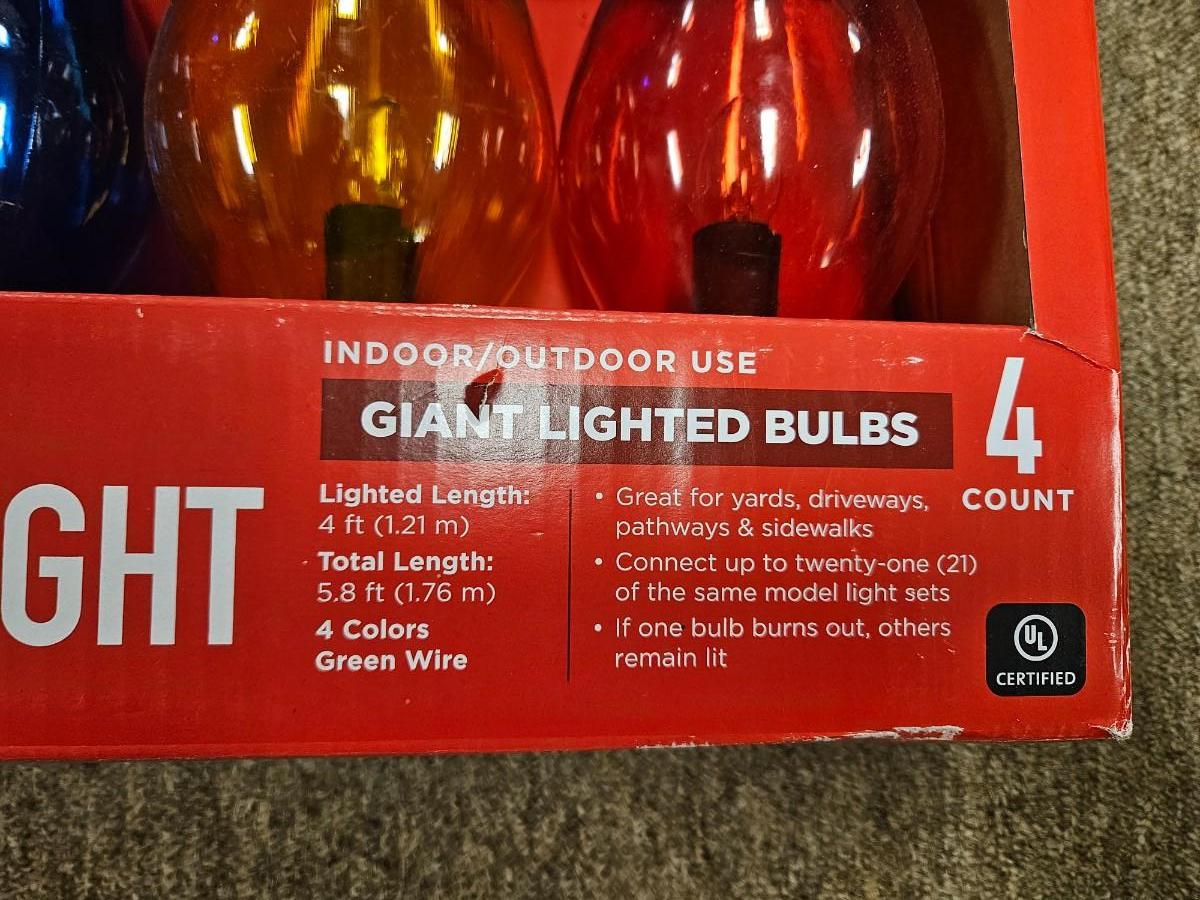 INDOOR/OUTDOOR USE
GIANT LIGHTED BULBS
4
COUNT
GHT
Lighted Length:
4 ft (1.21 m)
Total Length:
5.8 ft (1.76 m)
4 Colors
Green Wire
• Great for yards, driveways,
pathways & sidewalks
• Connect up to twenty-one (21)
of the same model light sets
• If one bulb burns out, others
remain lit
UL
CERTIFIED